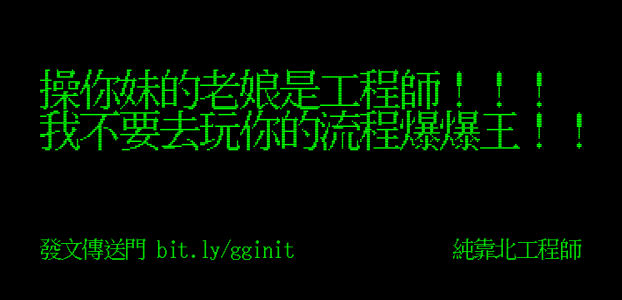 操你妹的老娘是工程師！！！
我不要去玩你的流程爆爆王！！
發文傳送門 bit.ly/gginit
純靠北工程師